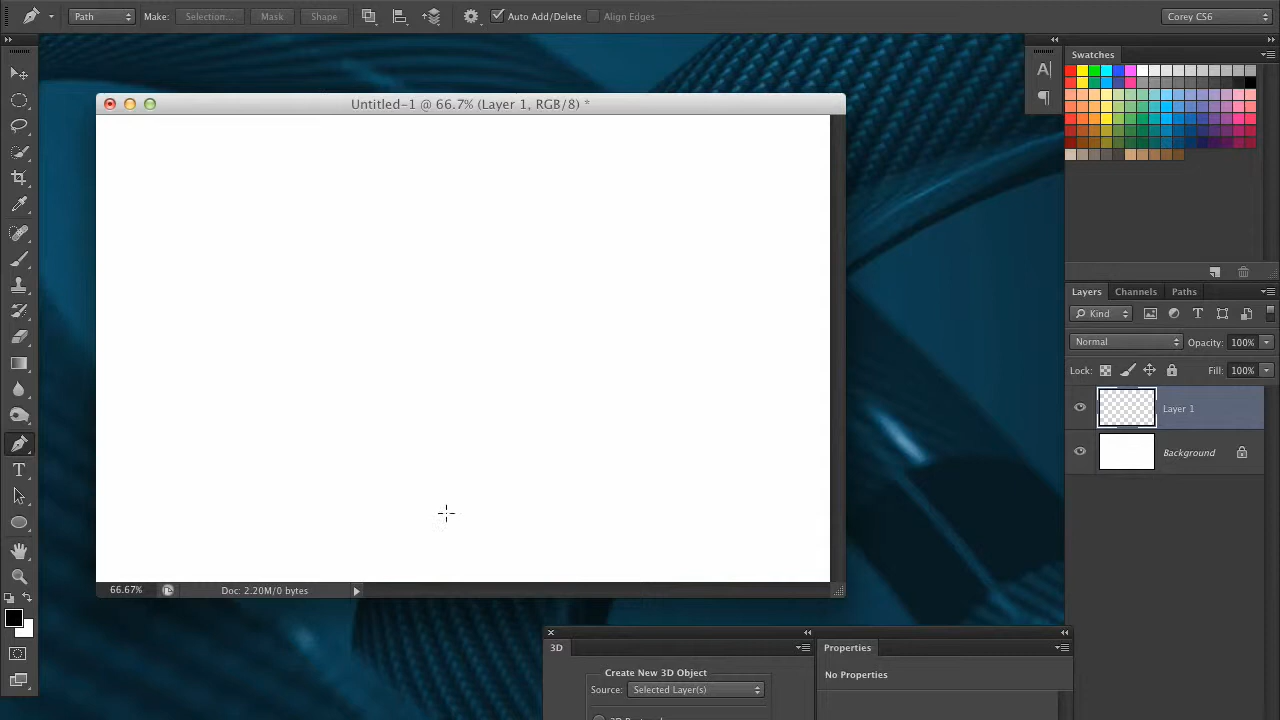 Path Make: Selection... Mask Shape Auto Add/Delete Align Edges Corey CS6
Swatches
Untitled-1 @ 66.7% (Layer 1, RGB/8) *
Layers Channels Paths
Kind
Normal Opacity: 100%
Lock: Fill: 100%
Layer 1
Background
66.67% Doc: 2.20M/0 bytes
3D Properties
Create New 3D Object
No Properties
Source: Selected Layer(s)